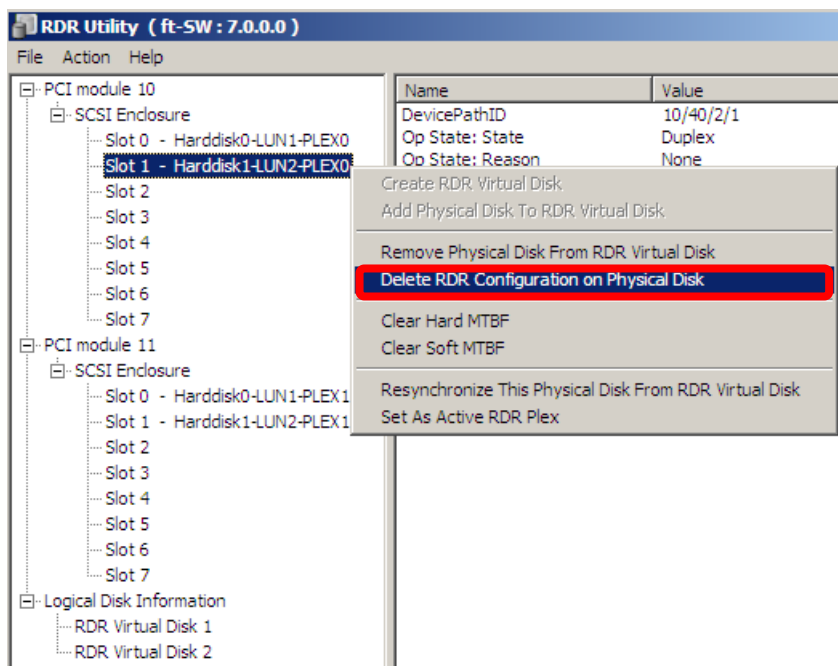 RDR Utility ( ft-SW : 7.0.0.0 )
File Action Help
PCI module 10
SCSI Enclosure
Slot 0 - Harddisk0-LUN1-PLEX0
Slot 1 - Harddisk1-LUN2-PLEX0
Slot 2
Slot 3
Slot 4
Slot 5
Slot 6
Slot 7
PCI module 11
SCSI Enclosure
Slot 0 - Harddisk0-LUN1-PLEX1
Slot 1 - Harddisk1-LUN2-PLEX1
Slot 2
Slot 3
Slot 4
Slot 5
Slot 6
Slot 7
Logical Disk Information
RDR Virtual Disk 1
RDR Virtual Disk 2
Name Value
DevicePathID 10/40/2/1
Op State: State Duplex
Op State: Reason None
Create RDR Virtual Disk
Add Physical Disk To RDR Virtual Disk
Remove Physical Disk From RDR Virtual Disk
Delete RDR Configuration on Physical Disk
Clear Hard MTBF
Clear Soft MTBF
Resynchronize This Physical Disk From RDR Virtual Disk
Set As Active RDR Plex